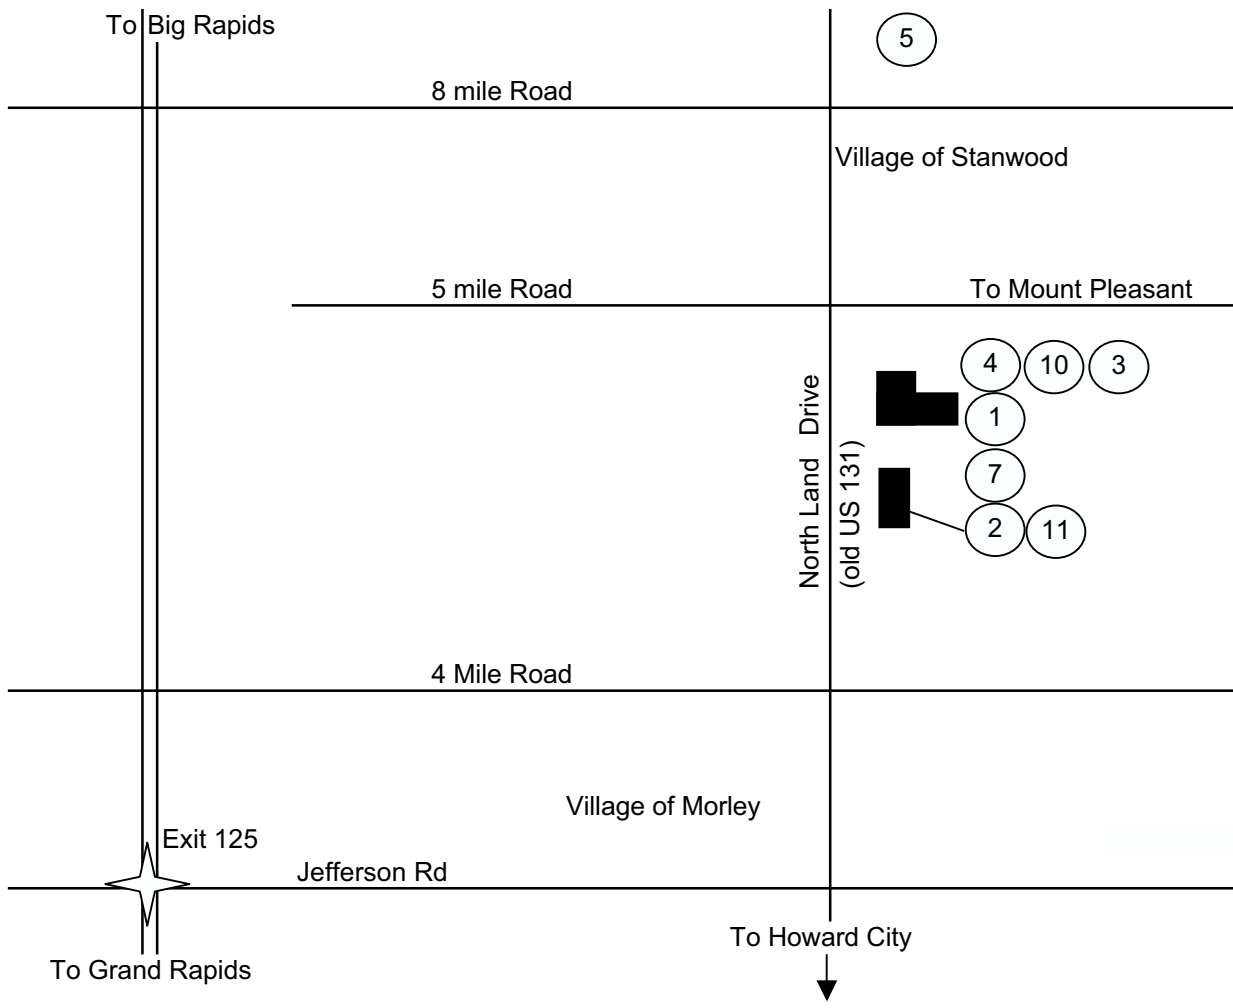 To Big Rapids
5
8 mile Road
Village of Stanwood
5 mile Road
To Mount Pleasant
4
10
3
1
7
2
11
North Land Drive
(old US 131)
4 Mile Road
Village of Morley
Exit 125
Jefferson Rd
To Howard City
To Grand Rapids